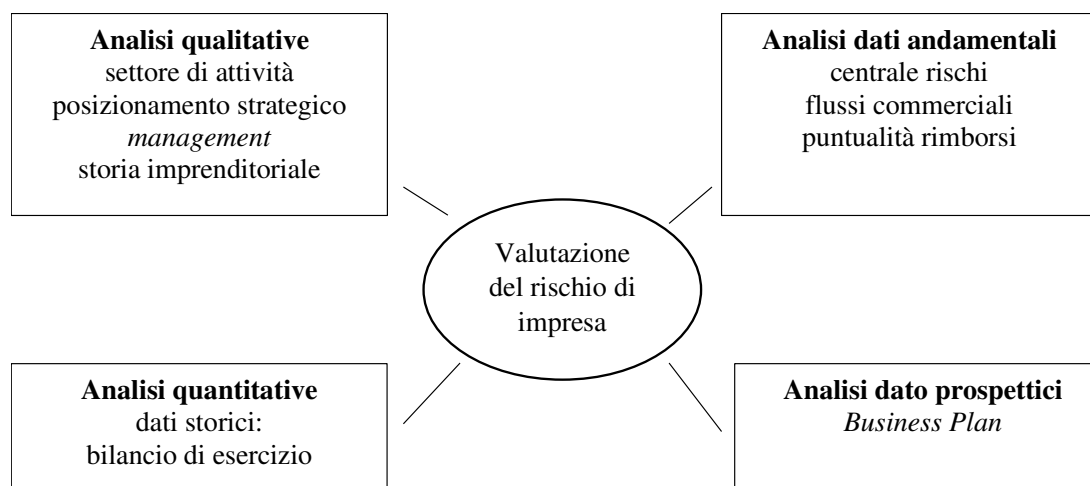 Analisi qualitative
settore di attività
posizionamento strategico
management
storia imprenditoriale
Analisi dati andamentali
centrale rischi
flussi commerciali
puntualità rimborsi
Valutazione
del rischio di
impresa
Analisi quantitative
dati storici:
bilancio di esercizio
Analisi dato prospettici
Business Plan